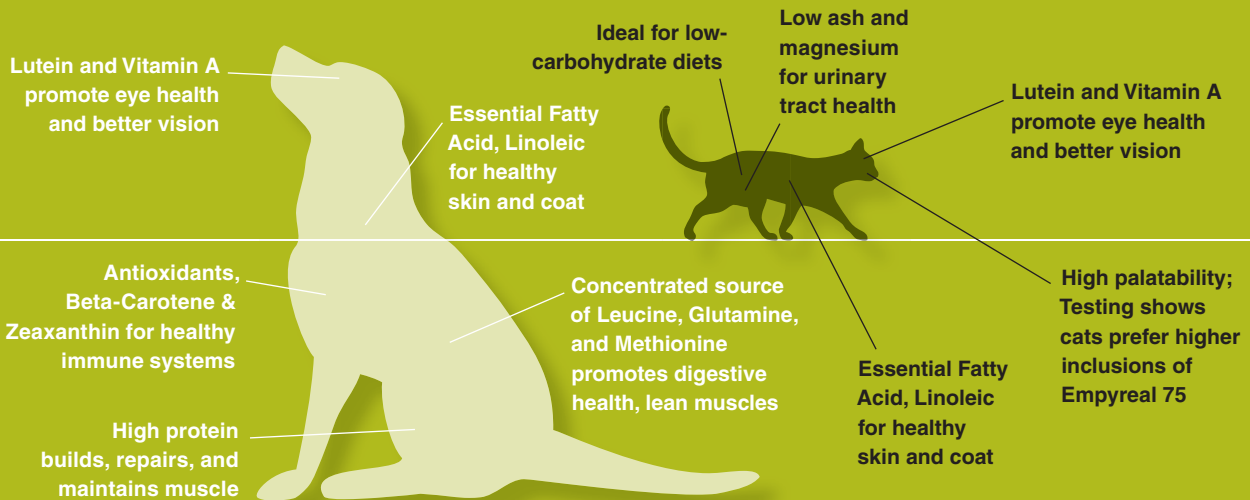 Lutein and Vitamin A
promote eye health
and better vision
Essential Fatty
Acid, Linoleic
for healthy
skin and coat
Antioxidants,
Beta-Carotene &
Zeaxanthin for healthy
immune systems
Concentrated source
of Leucine, Glutamine,
and Methionine
promotes digestive
health, lean muscles
High protein
builds, repairs, and
maintains muscle
Ideal for low-
carbohydrate diets
Low ash and
magnesium
for urinary
tract health
Lutein and Vitamin A
promote eye health
and better vision
High palatability;
Testing shows
cats prefer higher
inclusions of
Empyreal 75
Essential Fatty
Acid, Linoleic
for healthy
skin and coat